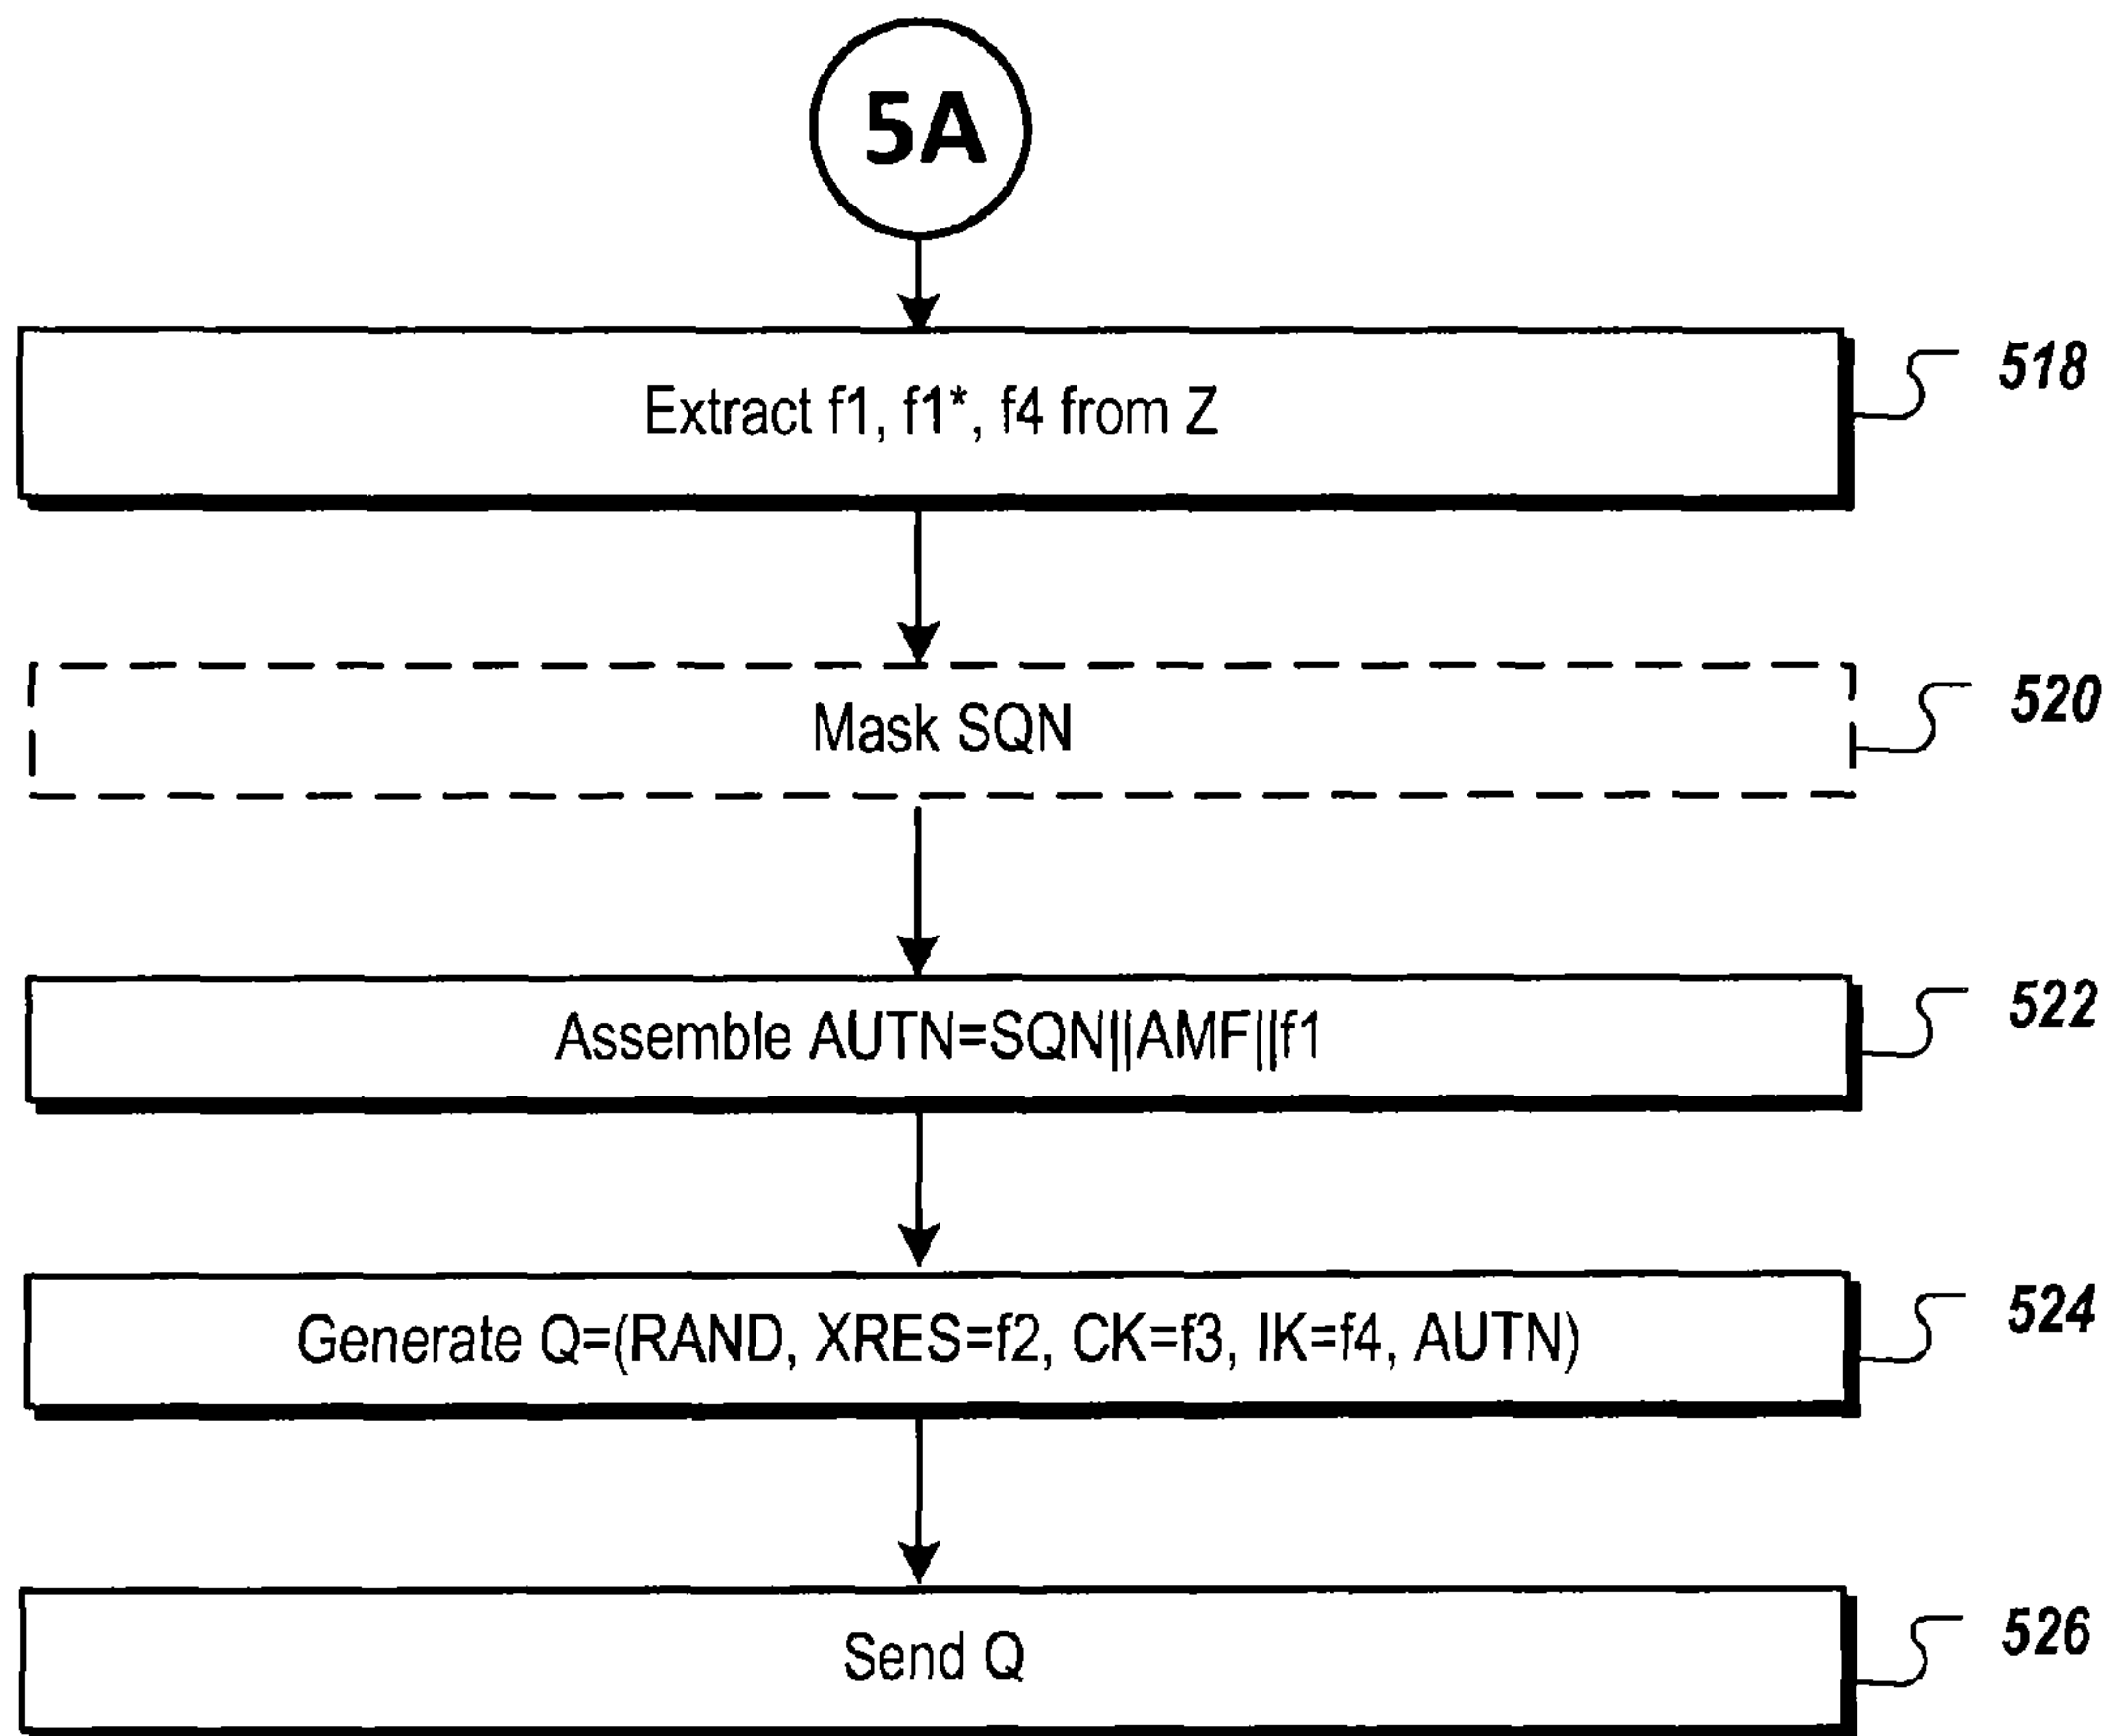 5A
Extract f1, f1*, f4 from Z
518
Mask SQN
520
Assemble AUTN=SQN||AMF||f1
522
Generate Q=(RAND, XRES=f2, CK=f3, IK=f4, AUTN)
524
Send Q
526